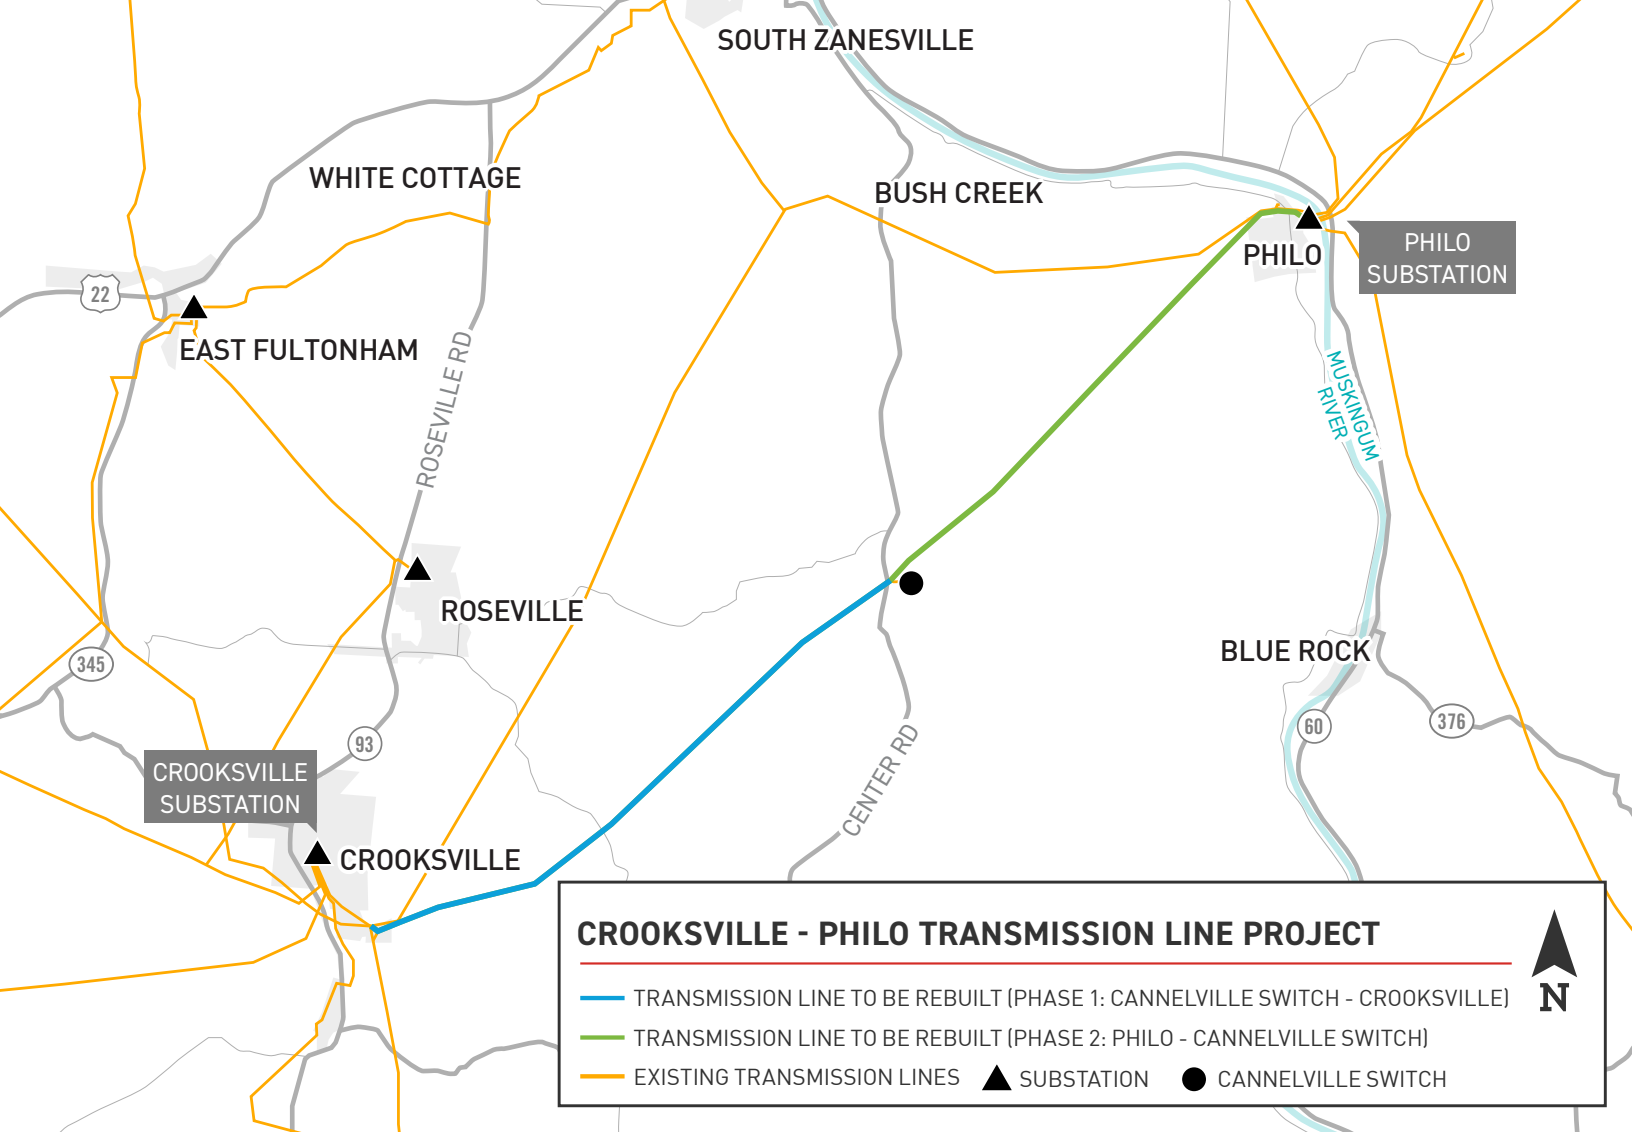 SOUTH ZANESVILLE
WHITE COTTAGE
BUSH CREEK
PHILO
PHILO
SUBSTATION
22
EAST FULTONHAM
ROSEVILLE RD
MUSKINGUM
RIVER
ROSEVILLE
BLUE ROCK
345
93
60
376
CROOKSVILLE
SUBSTATION
CENTER RD
CROOKSVILLE
CROOKSVILLE - PHILO TRANSMISSION LINE PROJECT
TRANSMISSION LINE TO BE REBUILT (PHASE 1: CANNELVILLE SWITCH - CROOKSVILLE)
TRANSMISSION LINE TO BE REBUILT (PHASE 2: PHILO - CANNELVILLE SWITCH)
EXISTING TRANSMISSION LINES
SUBSTATION
CANNELVILLE SWITCH
N